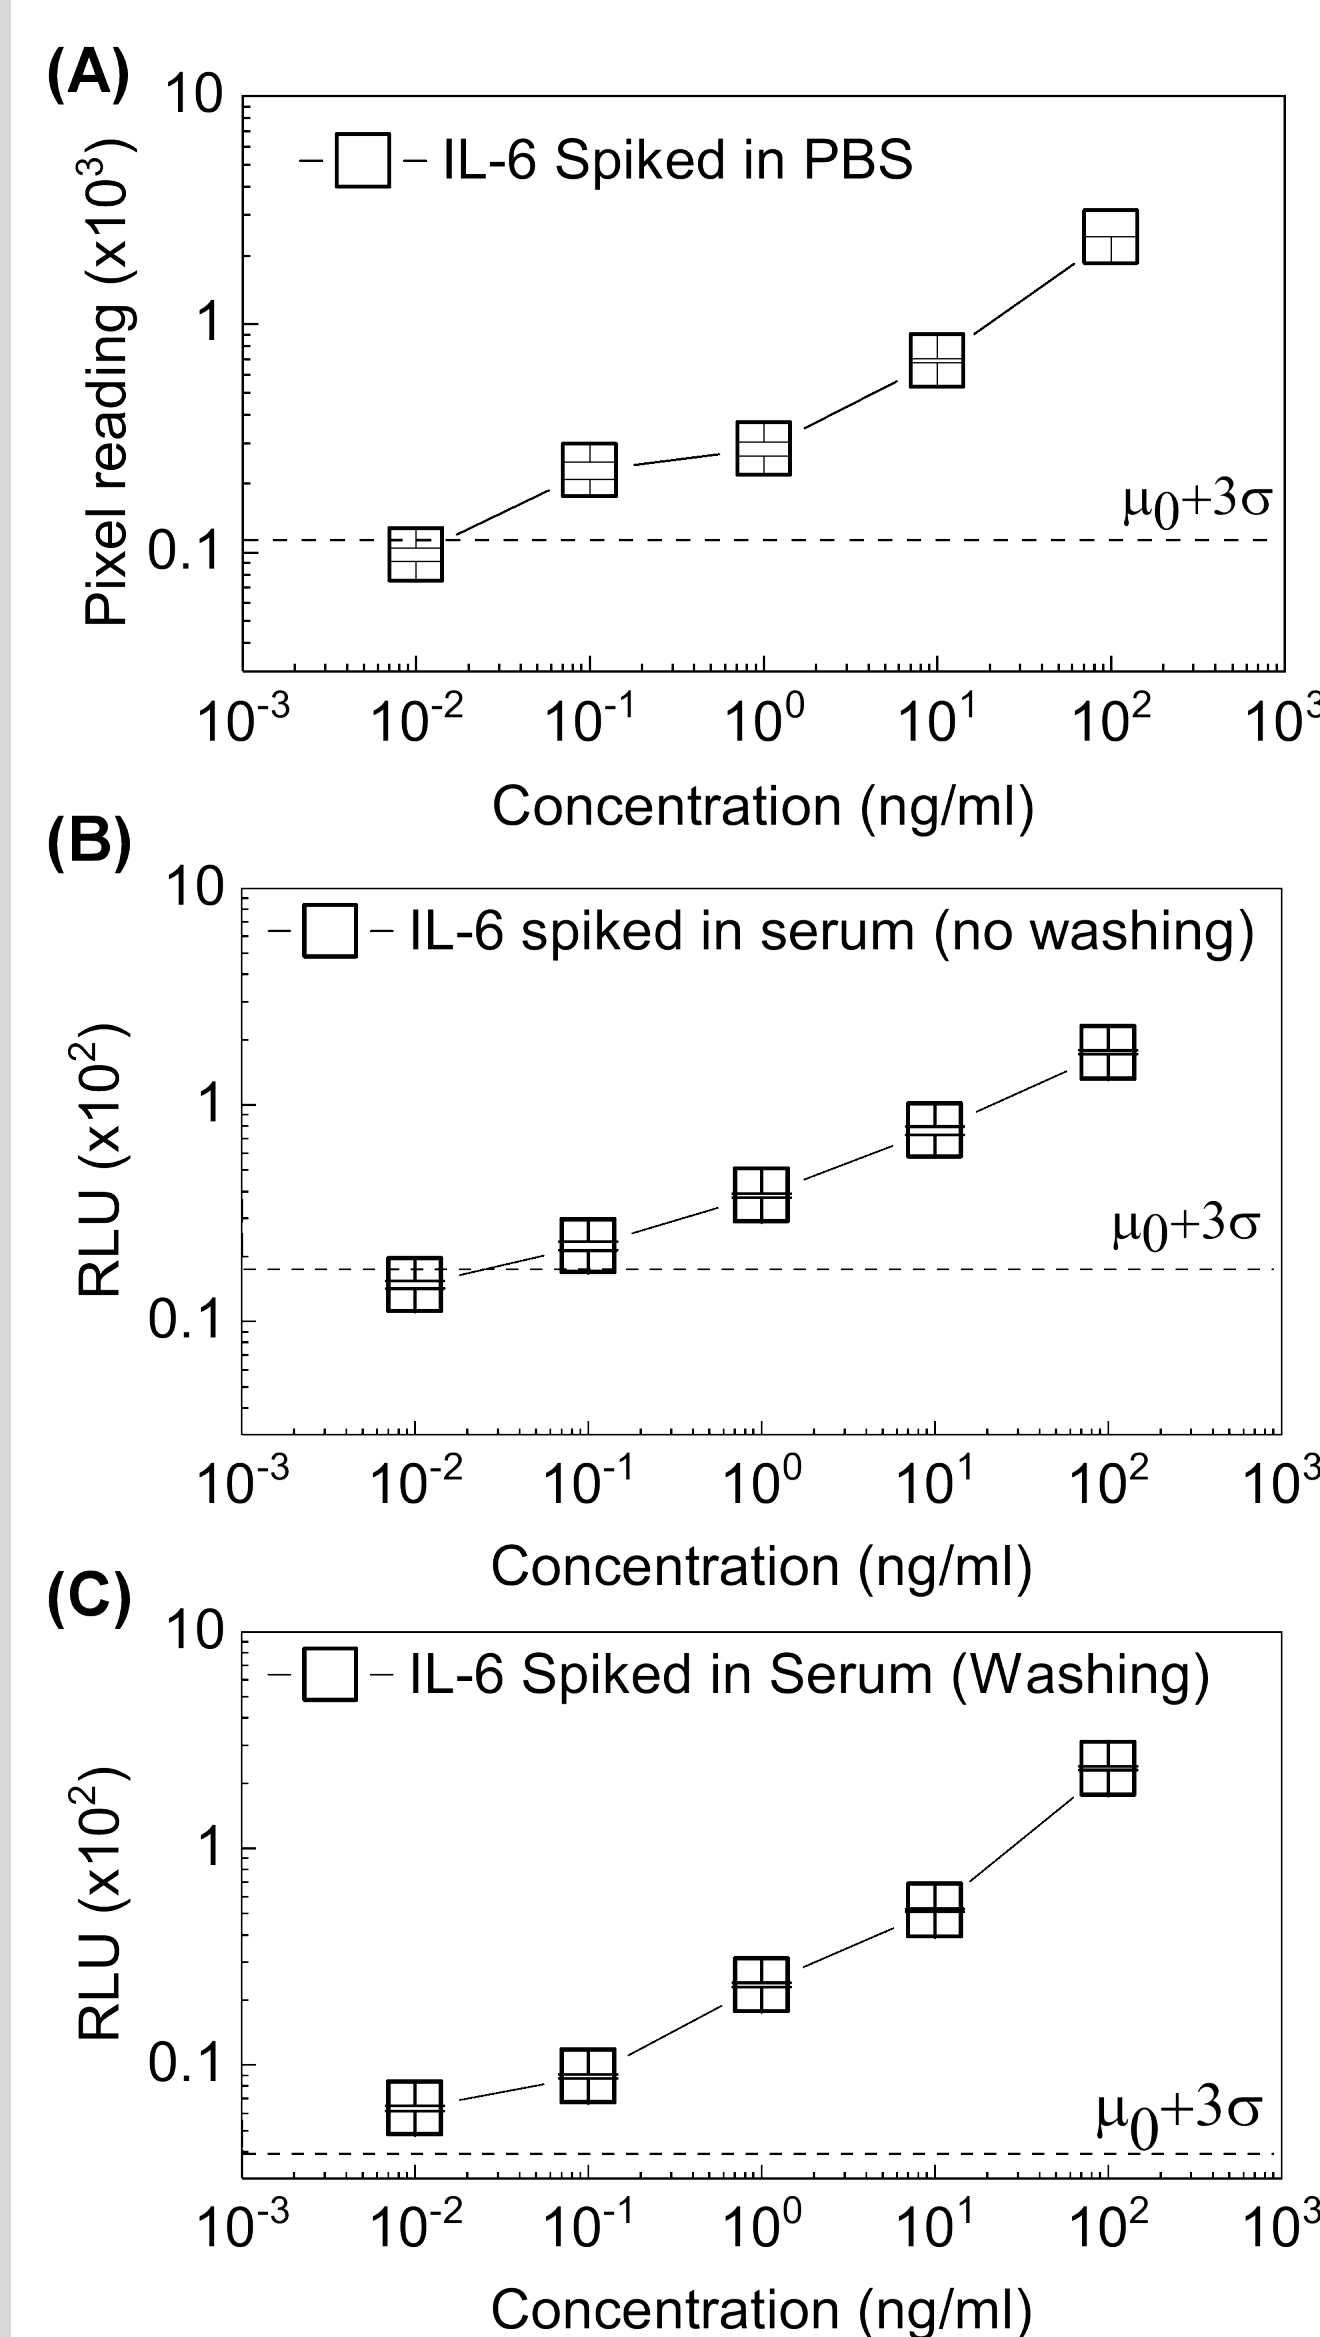 (A)
10
IL-6 Spiked in PBS
Pixel reading (x10³)
1
μ₀+3σ
0.1
10⁻³ 10⁻² 10⁻¹ 10⁰ 10¹ 10² 10³
Concentration (ng/ml)
(B)
10
IL-6 spiked in serum (no washing)
RLU (x10²)
1
μ₀+3σ
0.1
10⁻³ 10⁻² 10⁻¹ 10⁰ 10¹ 10² 10³
Concentration (ng/ml)
(C)
10
IL-6 Spiked in Serum (Washing)
RLU (x10²)
1
0.1
μ₀+3σ
10⁻³ 10⁻² 10⁻¹ 10⁰ 10¹ 10² 10³
Concentration (ng/ml)